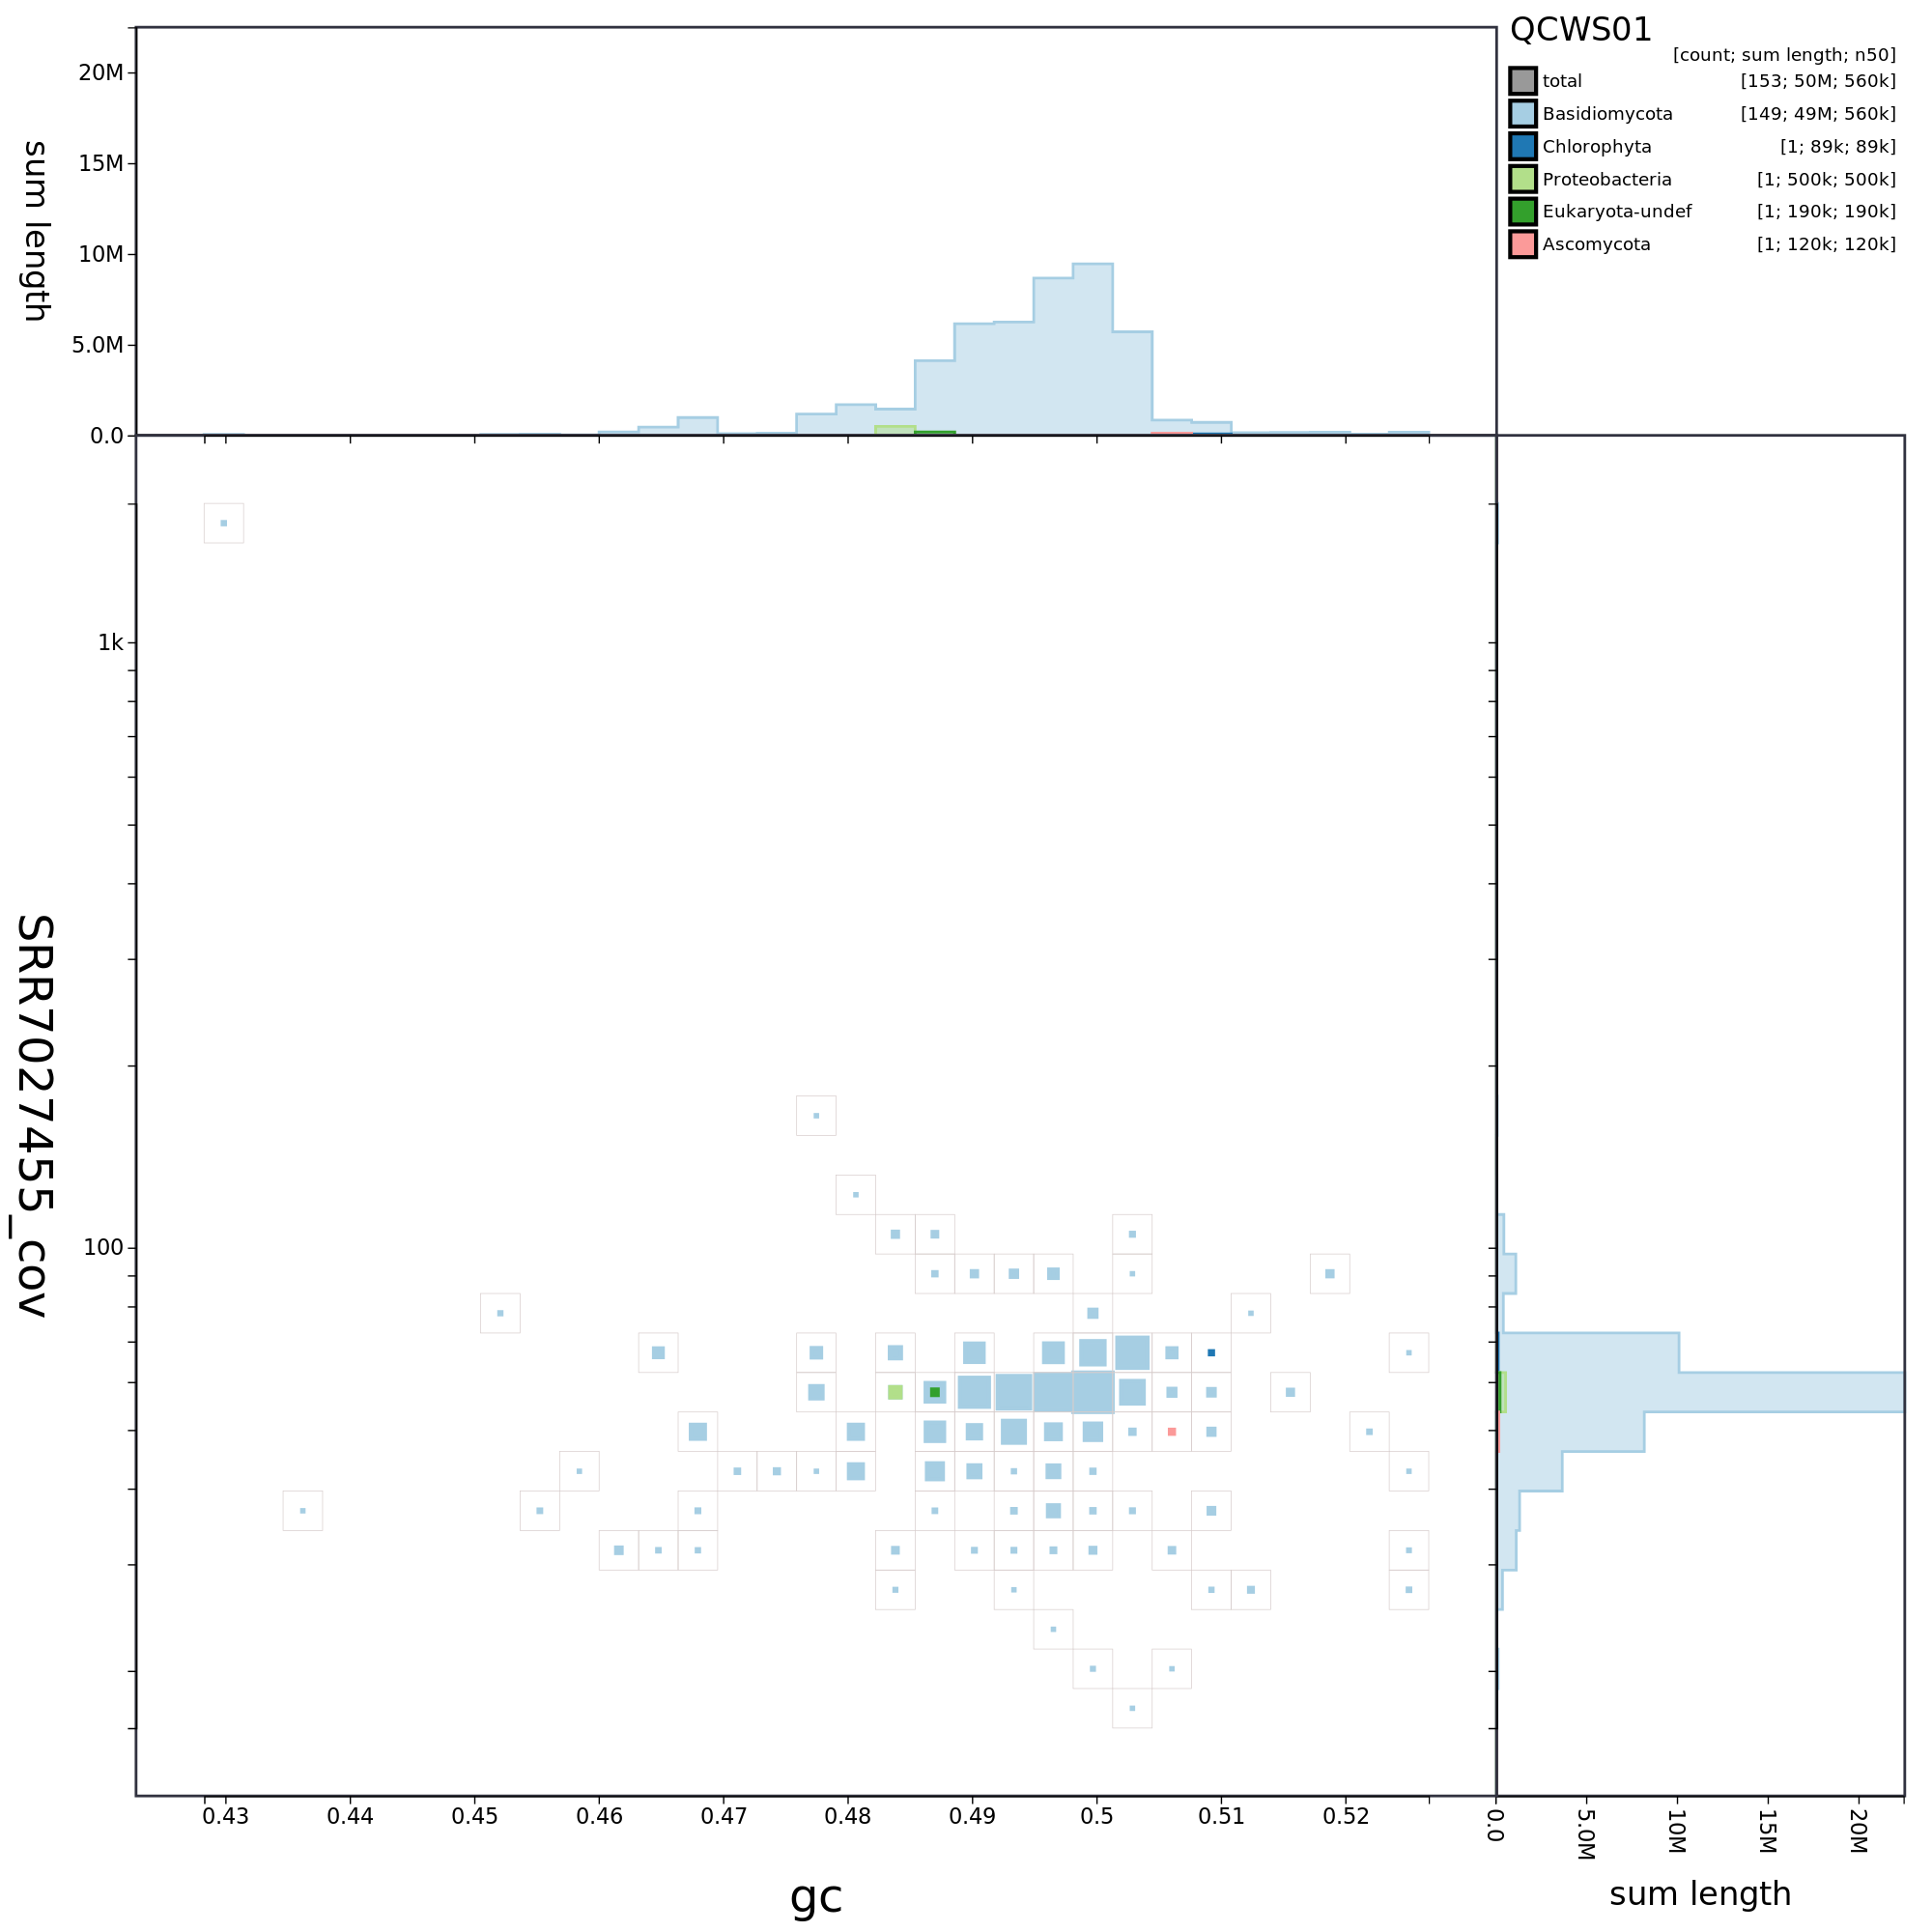 QCWS01
[count; sum length; n50]
total [153; 50M; 560k]
Basidiomycota [149; 49M; 560k]
Chlorophyta [1; 89k; 89k]
Proteobacteria [1; 500k; 500k]
Eukaryota-undef [1; 190k; 190k]
Ascomycota [1; 120k; 120k]
sum length
20M
15M
10M
5.0M
0.0
SRR7027455_cov
1k
100
0.43 0.44 0.45 0.46 0.47 0.48 0.49 0.5 0.51 0.52
gc
0.0 5.0M 10M 15M 20M
sum length